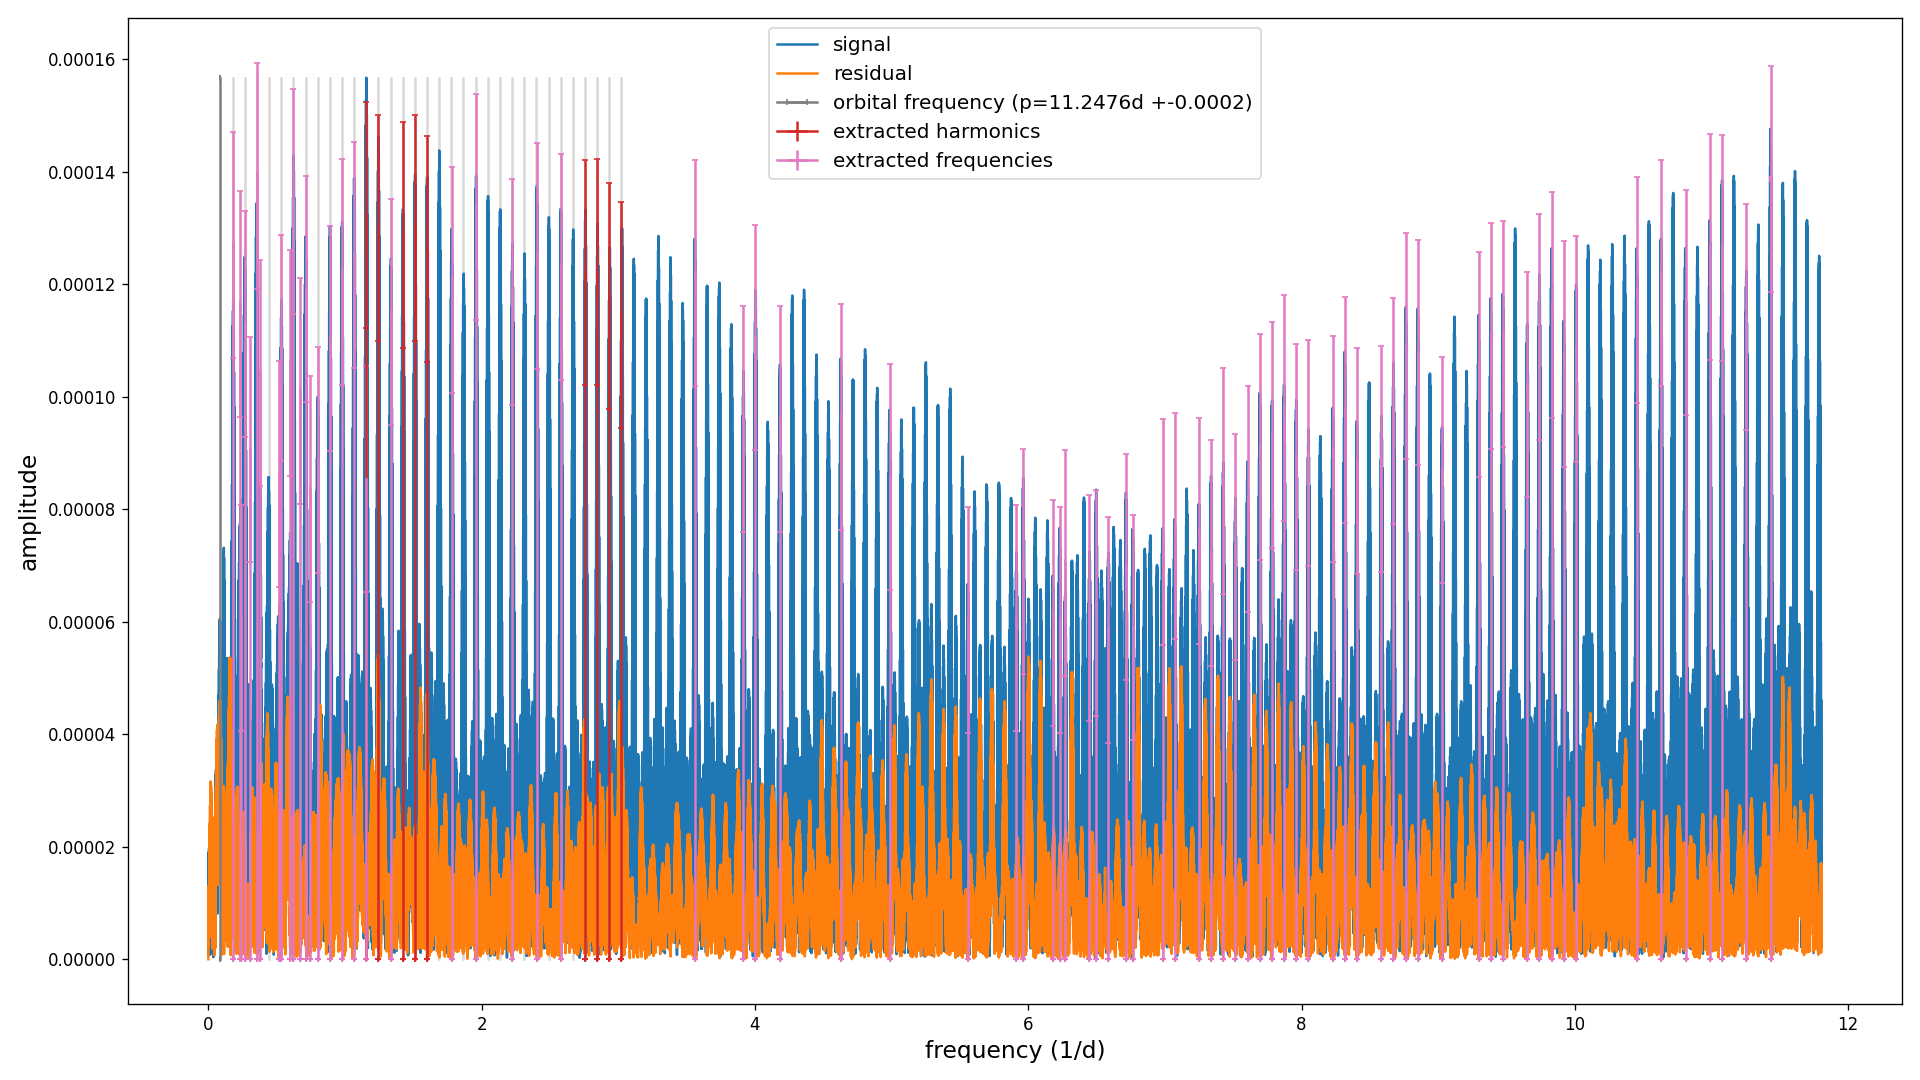 signal
residual
orbital frequency (p=11.2476d +-0.0002)
extracted harmonics
extracted frequencies
0.00016
0.00014
0.00012
0.00010
0.00008
0.00006
0.00004
0.00002
0.00000
amplitude
0 2 4 6 8 10 12
frequency (1/d)